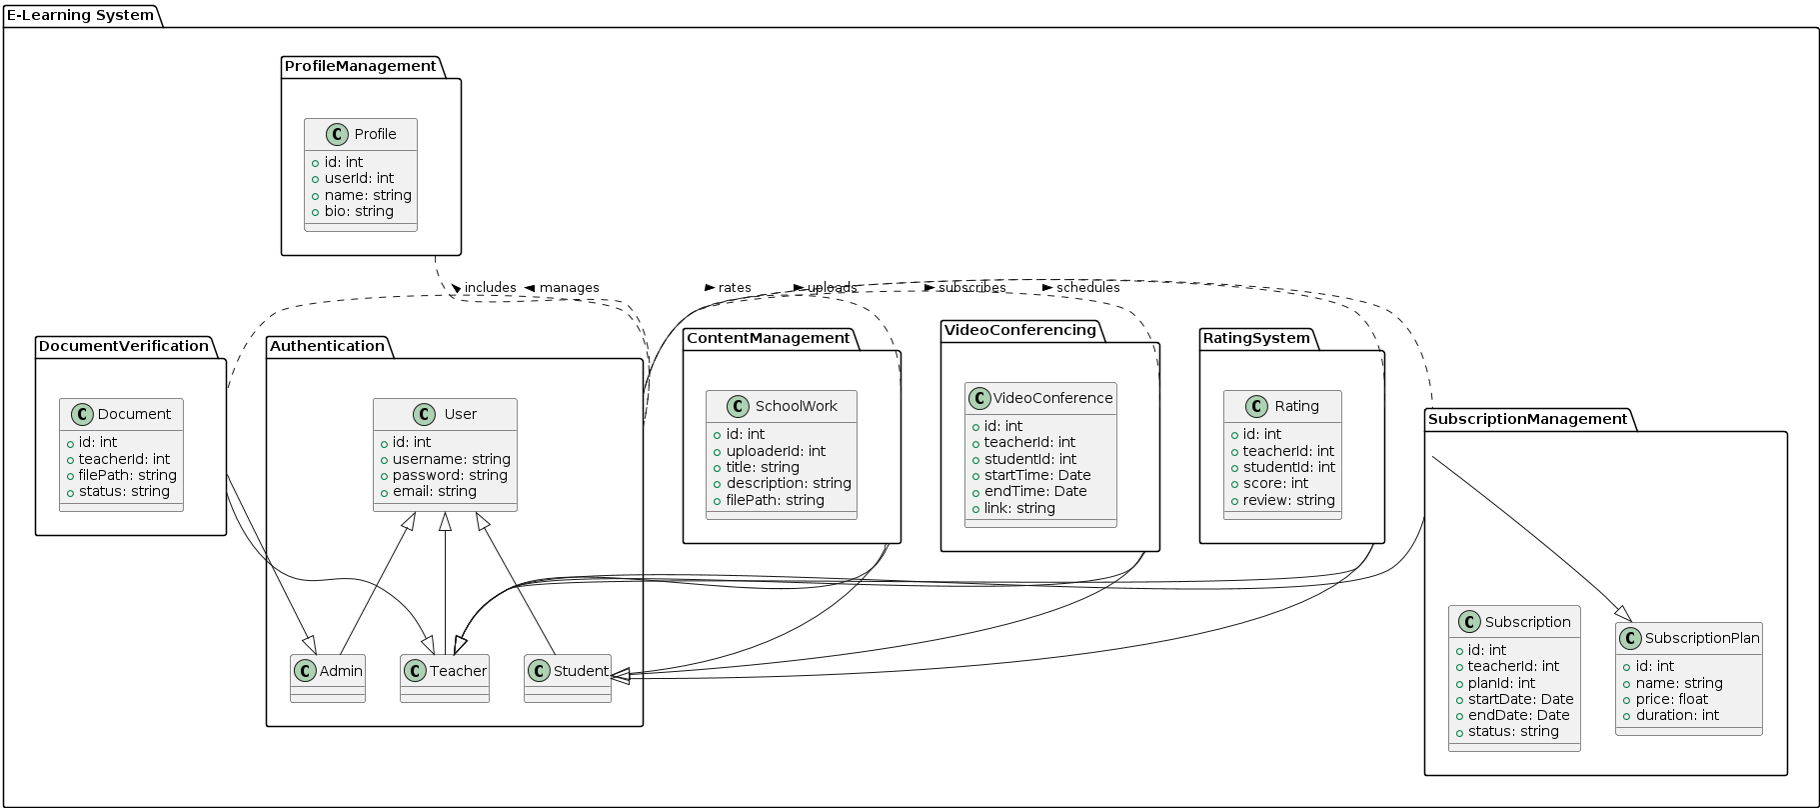 E-Learning System
ProfileManagement
C Profile
id: int
userId: int
name: string
bio: string
includes
manages
rates
uploads
subscribes
schedules
DocumentVerification
C Document
id: int
teacherId: int
filePath: string
status: string
Authentication
C User
id: int
username: string
password: string
email: string
C Admin
C Teacher
C Student
ContentManagement
C SchoolWork
id: int
uploaderId: int
title: string
description: string
filePath: string
VideoConferencing
C VideoConference
id: int
teacherId: int
studentId: int
startTime: Date
endTime: Date
link: string
RatingSystem
C Rating
id: int
teacherId: int
studentId: int
score: int
review: string
SubscriptionManagement
C Subscription
id: int
teacherId: int
planId: int
startDate: Date
endDate: Date
status: string
C SubscriptionPlan
id: int
name: string
price: float
duration: int